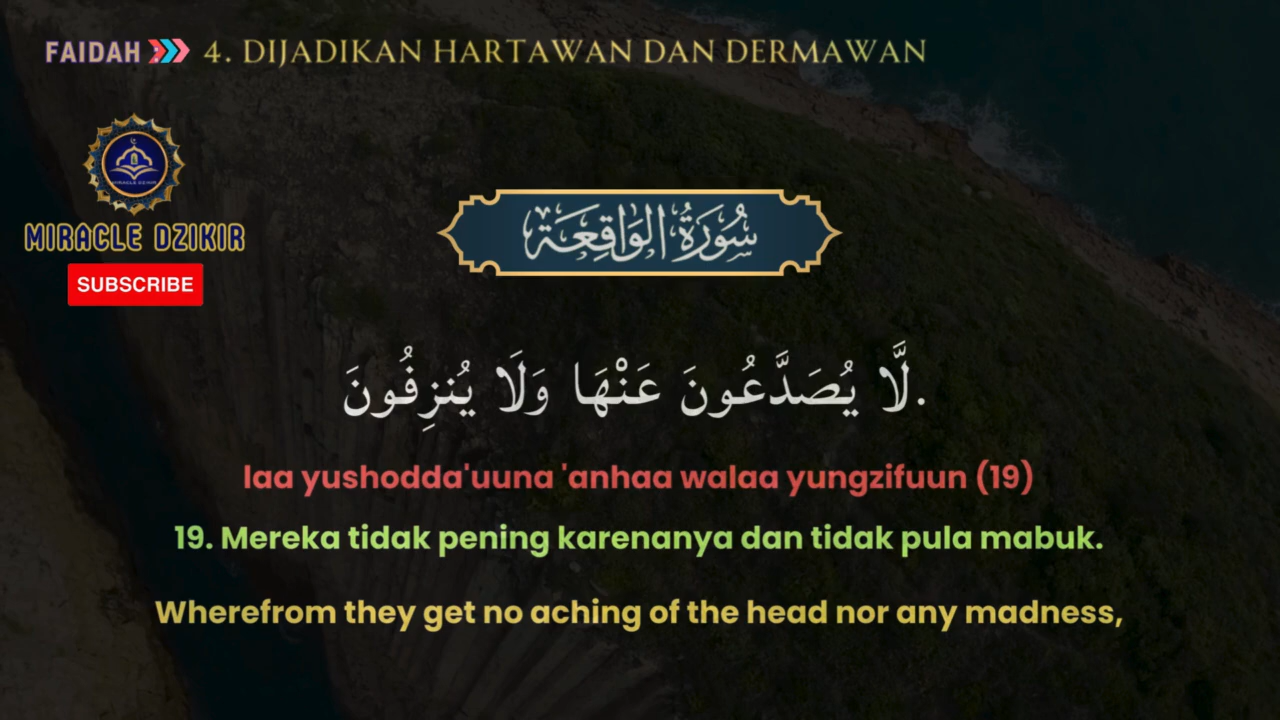 FAIDAH 4. DIJADIKAN HARTAWAN DAN DERMAWAN
MIRACLE DZIKIR
MIRACLE DZIKIR
SUBSCRIBE
سُورَةُ الوَاقِعَة
لَّا يُصَدَّعُونَ عَنْهَا وَلَا يُنزِفُونَ.
laa yushodda'uuna 'anhaa walaa yungzifuun (19)
19. Mereka tidak pening karenanya dan tidak pula mabuk.
Wherefrom they get no aching of the head nor any madness,